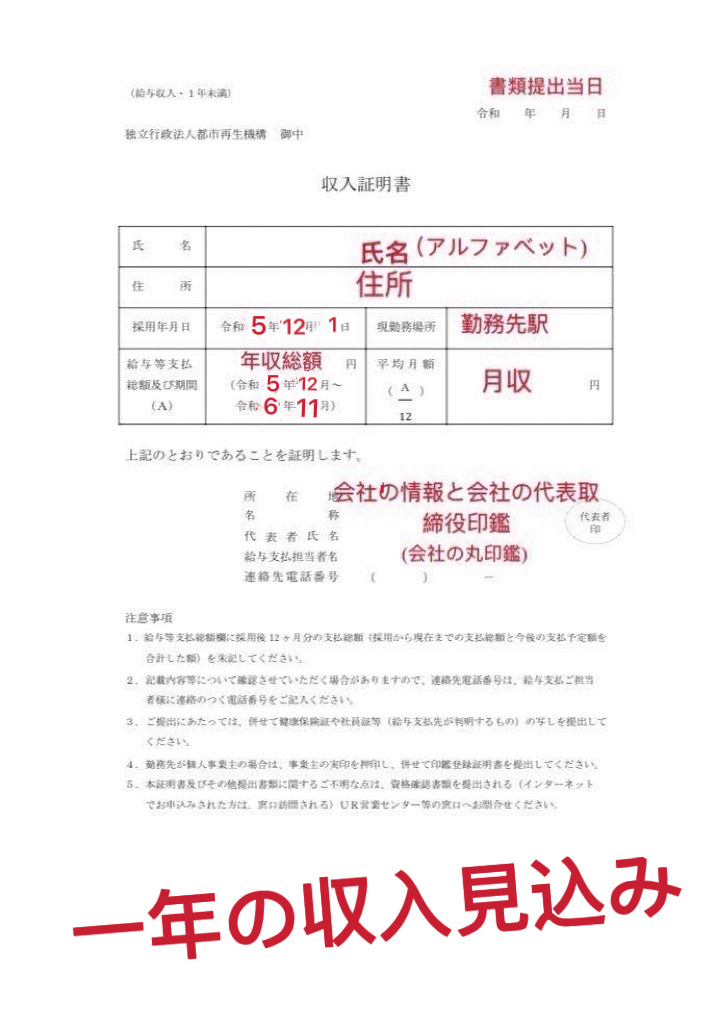 書類提出当日
(給与収入・1年未満)
令和　年　月　日
独立行政法人都市再生機構　御中
収入証明書
氏　名　氏名(アルファベット)
住　所　住所
採用年月日　令和5年12月1日　現勤務場所　勤務先駅
給与等支払総額及び期間(A)　年収総額　円　(令和5年12月~令和6年11月)　平均月額(A/12)　月収　円
上記のとおりであることを証明します。
所　在　地　会社の情報と会社の代表取
名　　　称　締役印鑑　代表者印
代表者氏名
給与支払担当者名　(会社の丸印鑑)
連絡先電話番号　(　　)　−
注意事項
1. 給与等支払総額欄に採用後12ヶ月分の支払総額(採用から現在までの支払総額と今後の支払予定額を
合計した額)を朱記してください。
2. 記載内容等について確認させていただく場合がありますので、連絡先電話番号は、給与支払ご担当
者様に連絡のつく電話番号をご記入ください。
3. ご提出にあたっては、併せて健康保険証や社員証等(給与支払先が判明するもの)の写しを提出して
ください。
4. 勤務先が個人事業主の場合は、事業主の実印を押印し、併せて印鑑登録証明書を提出してください。
5. 本証明書及びその他提出書類に関するご不明な点は、資格確認書類を提出される(インターネット
でお申込みされた方は、窓口訪問される)UR営業センター等の窓口へお問合せください。
一年の収入見込み